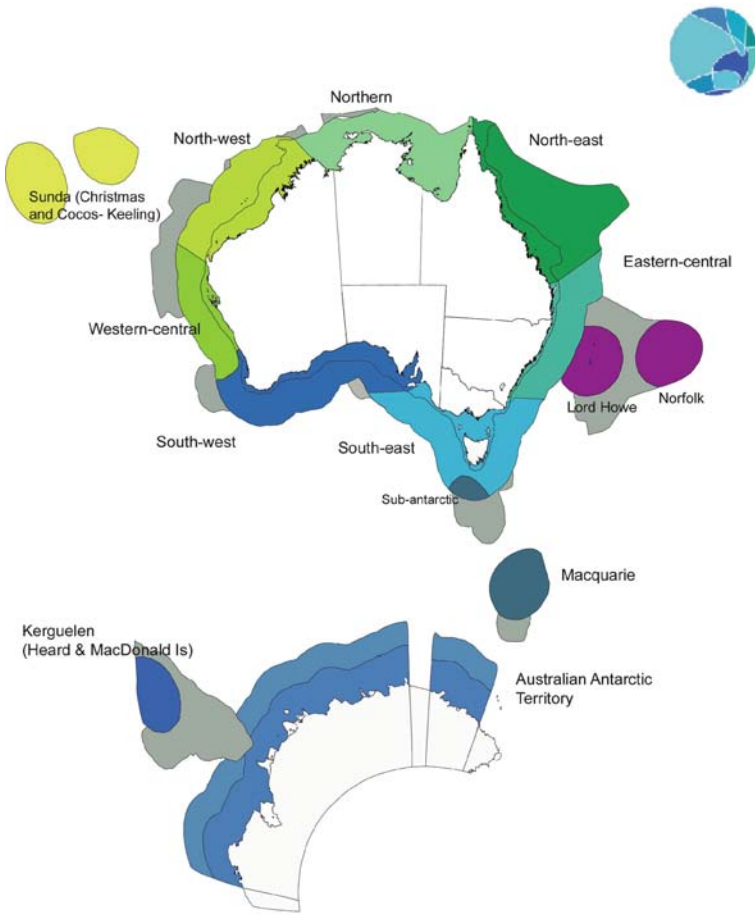 Northern
North-west
North-east
Sunda (Christmas
and Cocos- Keeling)
Eastern-central
Western-central
Lord Howe
Norfolk
South-west
South-east
Sub-antarctic
Macquarie
Kerguelen
(Heard & MacDonald Is)
Australian Antarctic
Territory